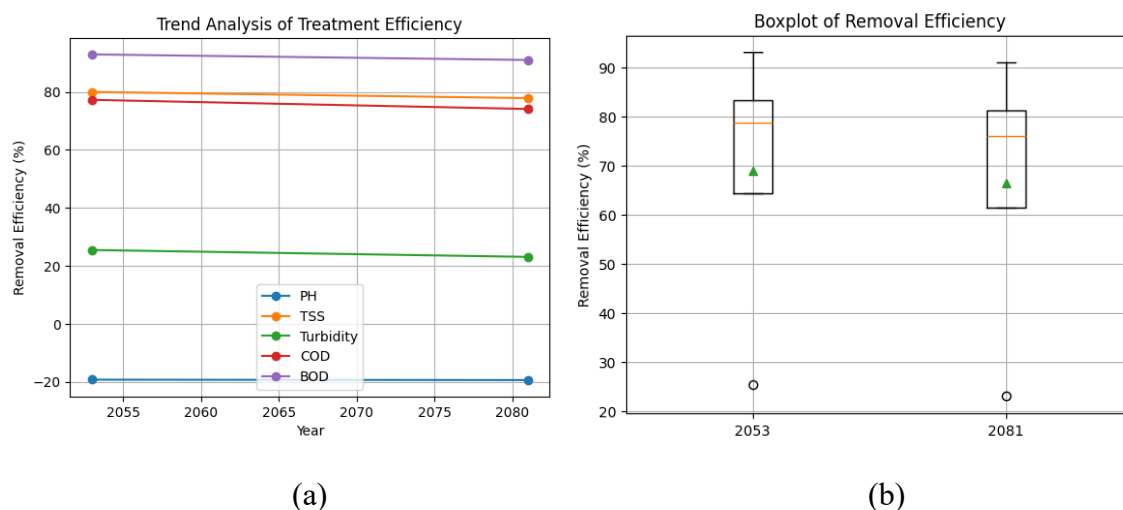 Trend Analysis of Treatment Efficiency
Removal Efficiency (%)
80
60
40
20
0
−20
PH
TSS
Turbidity
COD
BOD
2055 2060 2065 2070 2075 2080
Year
(a)
Boxplot of Removal Efficiency
Removal Efficiency (%)
90
80
70
60
50
40
30
20
2053 2081
(b)